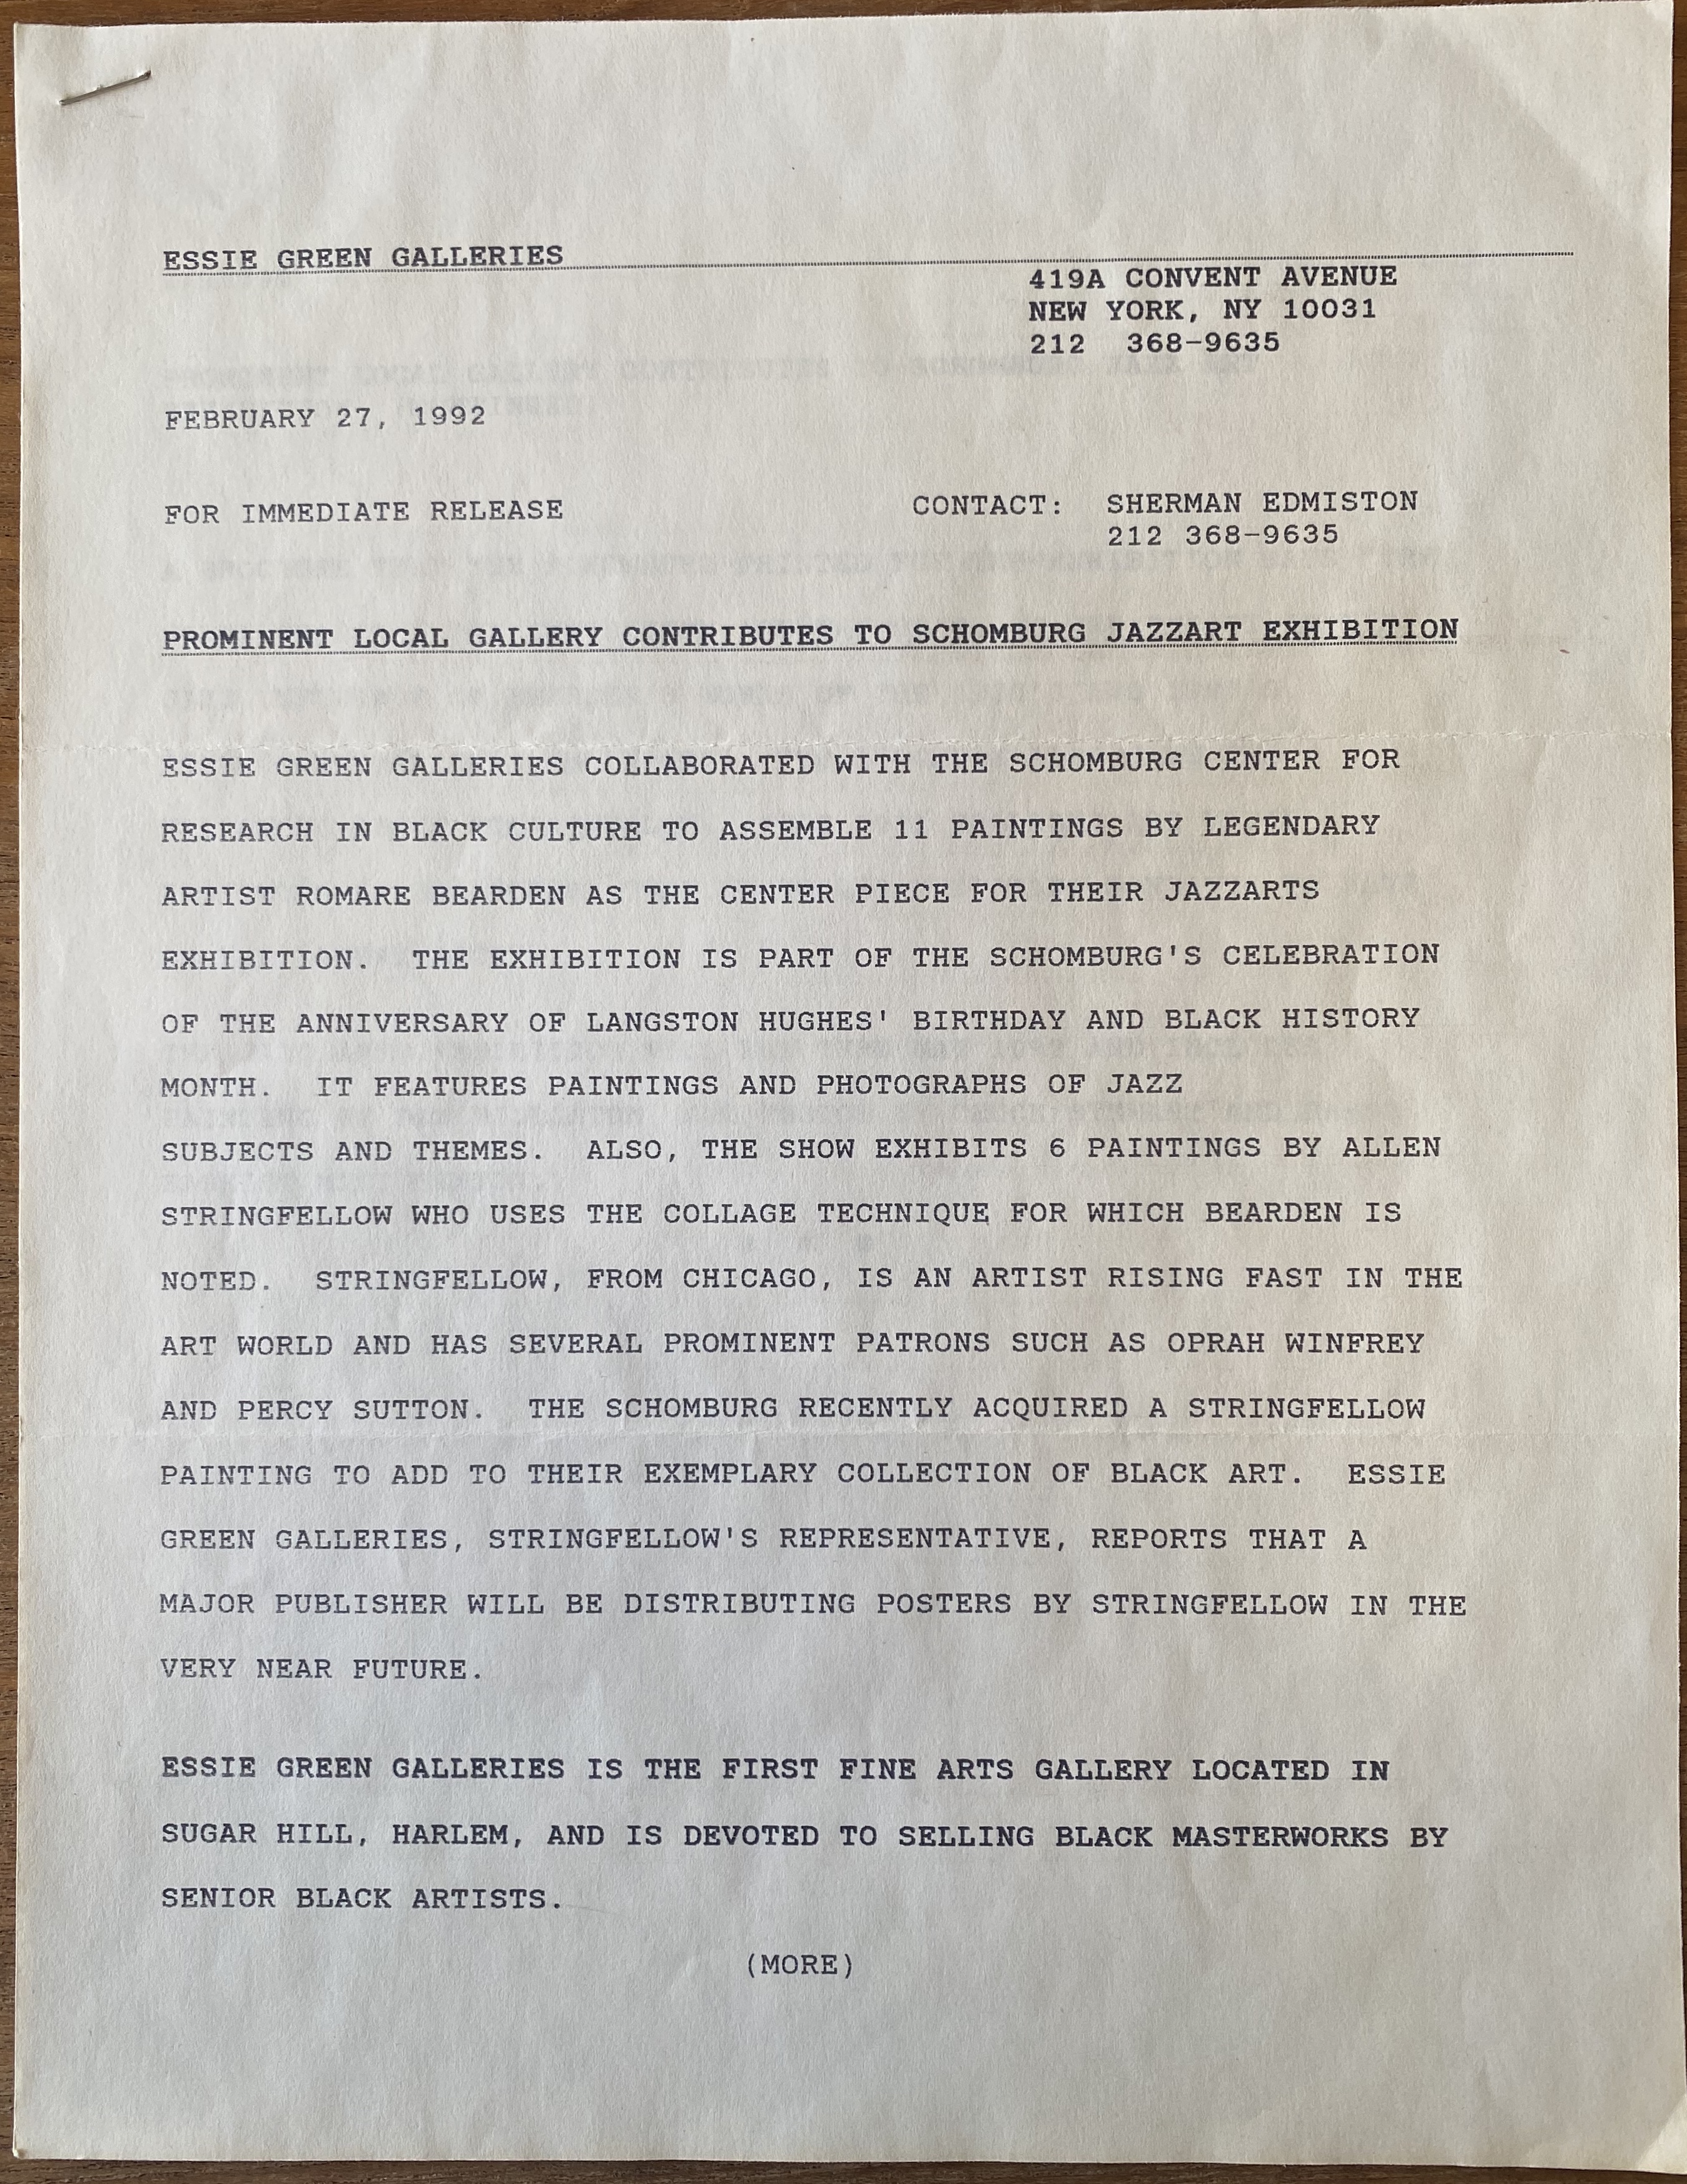 ESSIE GREEN GALLERIES
419A CONVENT AVENUE
NEW YORK, NY 10031
212  368-9635
FEBRUARY 27, 1992
FOR IMMEDIATE RELEASE
CONTACT:  SHERMAN EDMISTON
212 368-9635
PROMINENT LOCAL GALLERY CONTRIBUTES TO SCHOMBURG JAZZART EXHIBITION
ESSIE GREEN GALLERIES COLLABORATED WITH THE SCHOMBURG CENTER FOR
RESEARCH IN BLACK CULTURE TO ASSEMBLE 11 PAINTINGS BY LEGENDARY
ARTIST ROMARE BEARDEN AS THE CENTER PIECE FOR THEIR JAZZARTS
EXHIBITION.  THE EXHIBITION IS PART OF THE SCHOMBURG'S CELEBRATION
OF THE ANNIVERSARY OF LANGSTON HUGHES' BIRTHDAY AND BLACK HISTORY
MONTH.  IT FEATURES PAINTINGS AND PHOTOGRAPHS OF JAZZ
SUBJECTS AND THEMES.  ALSO, THE SHOW EXHIBITS 6 PAINTINGS BY ALLEN
STRINGFELLOW WHO USES THE COLLAGE TECHNIQUE FOR WHICH BEARDEN IS
NOTED.  STRINGFELLOW, FROM CHICAGO, IS AN ARTIST RISING FAST IN THE
ART WORLD AND HAS SEVERAL PROMINENT PATRONS SUCH AS OPRAH WINFREY
AND PERCY SUTTON.  THE SCHOMBURG RECENTLY ACQUIRED A STRINGFELLOW
PAINTING TO ADD TO THEIR EXEMPLARY COLLECTION OF BLACK ART.  ESSIE
GREEN GALLERIES, STRINGFELLOW'S REPRESENTATIVE, REPORTS THAT A
MAJOR PUBLISHER WILL BE DISTRIBUTING POSTERS BY STRINGFELLOW IN THE
VERY NEAR FUTURE.
ESSIE GREEN GALLERIES IS THE FIRST FINE ARTS GALLERY LOCATED IN
SUGAR HILL, HARLEM, AND IS DEVOTED TO SELLING BLACK MASTERWORKS BY
SENIOR BLACK ARTISTS.
(MORE)